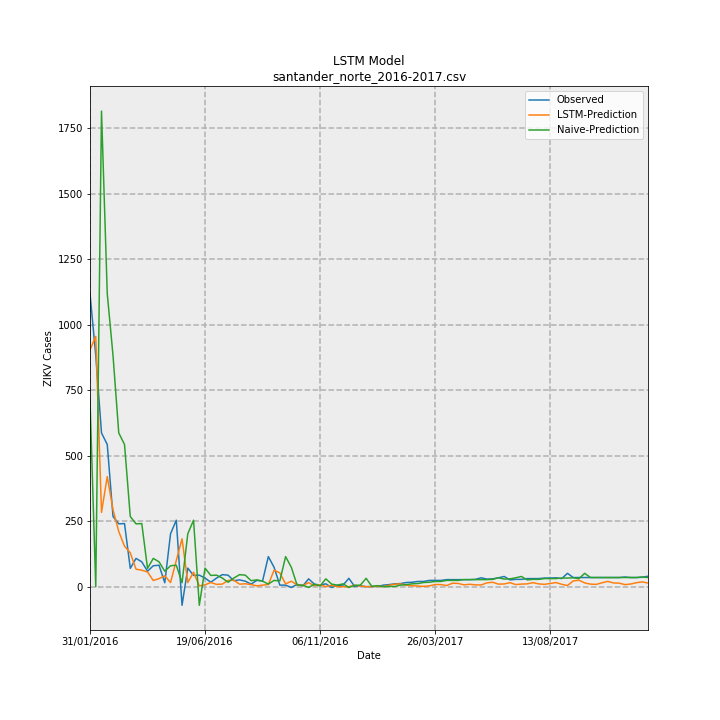 LSTM Model
santander_norte_2016-2017.csv
Observed
LSTM-Prediction
Naive-Prediction
ZIKV Cases
1750
1500
1250
1000
750
500
250
0
31/01/2016
19/06/2016
06/11/2016
26/03/2017
13/08/2017
Date